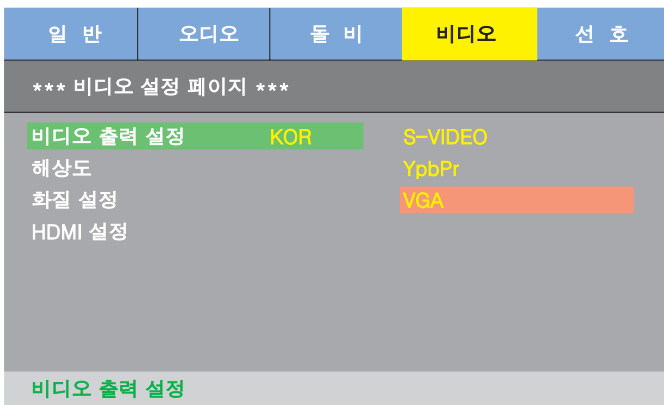 일 반 오디오 돌 비 비디오 선 호
*** 비디오 설정 페이지 ***
비디오 출력 설정 KOR S-VIDEO
해상도 YpbPr
화질 설정 VGA
HDMI 설정
비디오 출력 설정